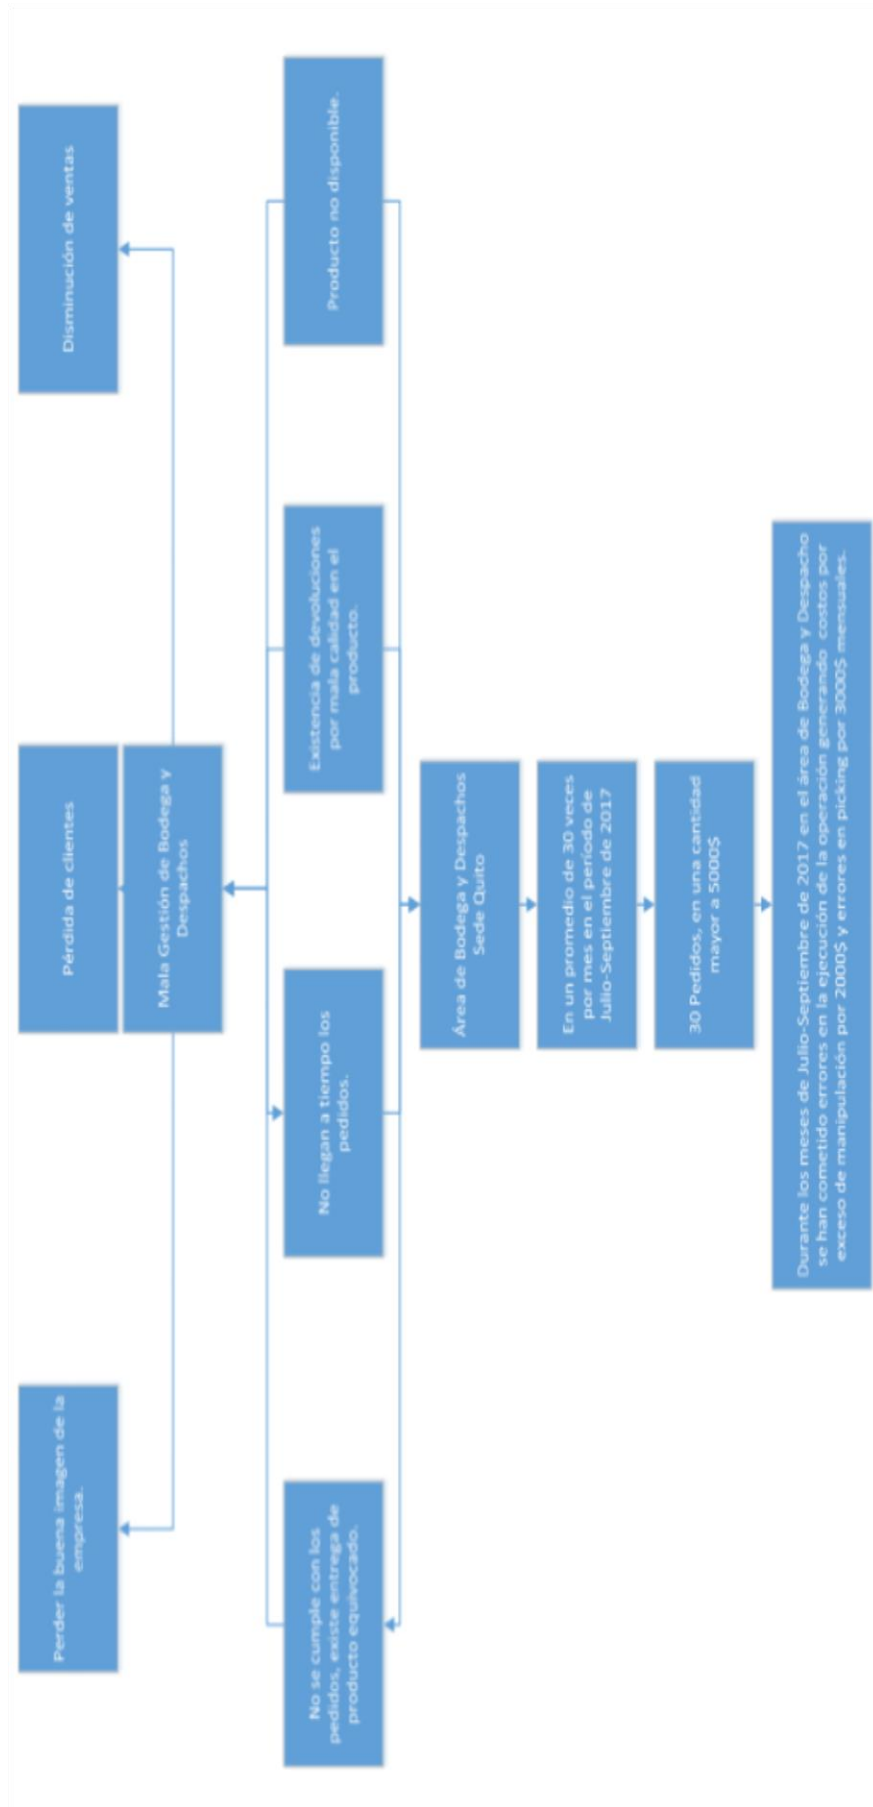 Perder la buena imagen de la
empresa.
Pérdida de clientes
Disminución de ventas
Mala Gestión de Bodega y
Despachos
No se cumple con los
pedidos, existe entrega de
producto equivocado.
No llegan a tiempo los
pedidos.
Existencia de devoluciones
por mala calidad en el
producto.
Producto no disponible.
Área de Bodega y Despachos
Sede Quito
En un promedio de 30 veces
por mes en el período de
Julio-Septiembre de 2017
30 Pedidos, en una cantidad
mayor a 5000$
Durante los meses de Julio-Septiembre de 2017 en el área de Bodega y Despacho
se han cometido errores en la ejecución de la operación generando costos por
exceso de manipulación por 2000$ y errores en picking por 3000$ mensuales.